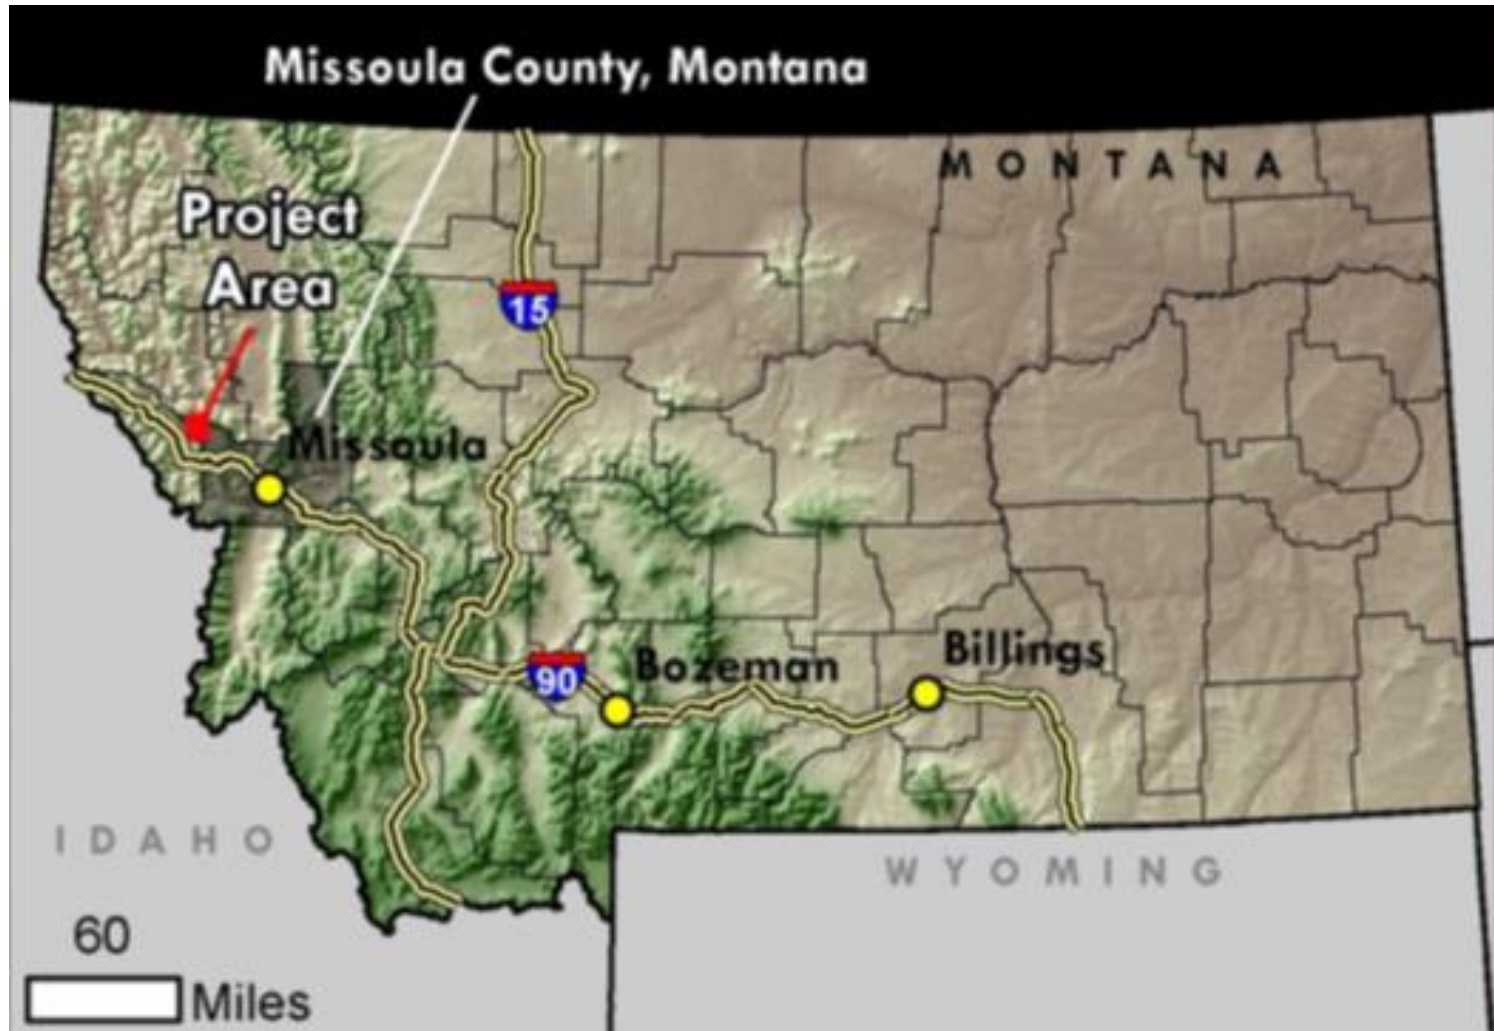 Missoula County, Montana
MONTANA
Project
Area
15
Missoula
90
Bozeman
Billings
IDAHO
WYOMING
60
Miles